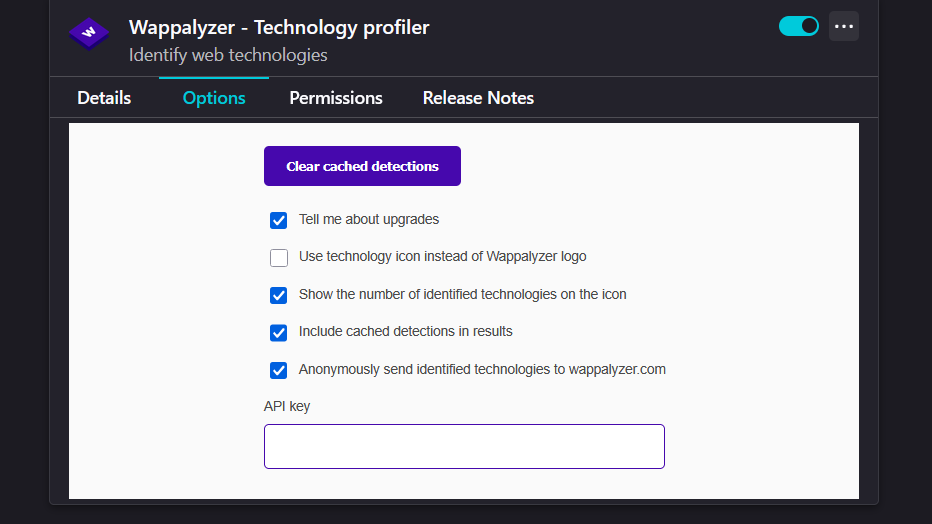 Wappalyzer - Technology profiler
Identify web technologies
Details Options Permissions Release Notes
Clear cached detections
Tell me about upgrades
Use technology icon instead of Wappalyzer logo
Show the number of identified technologies on the icon
Include cached detections in results
Anonymously send identified technologies to wappalyzer.com
API key